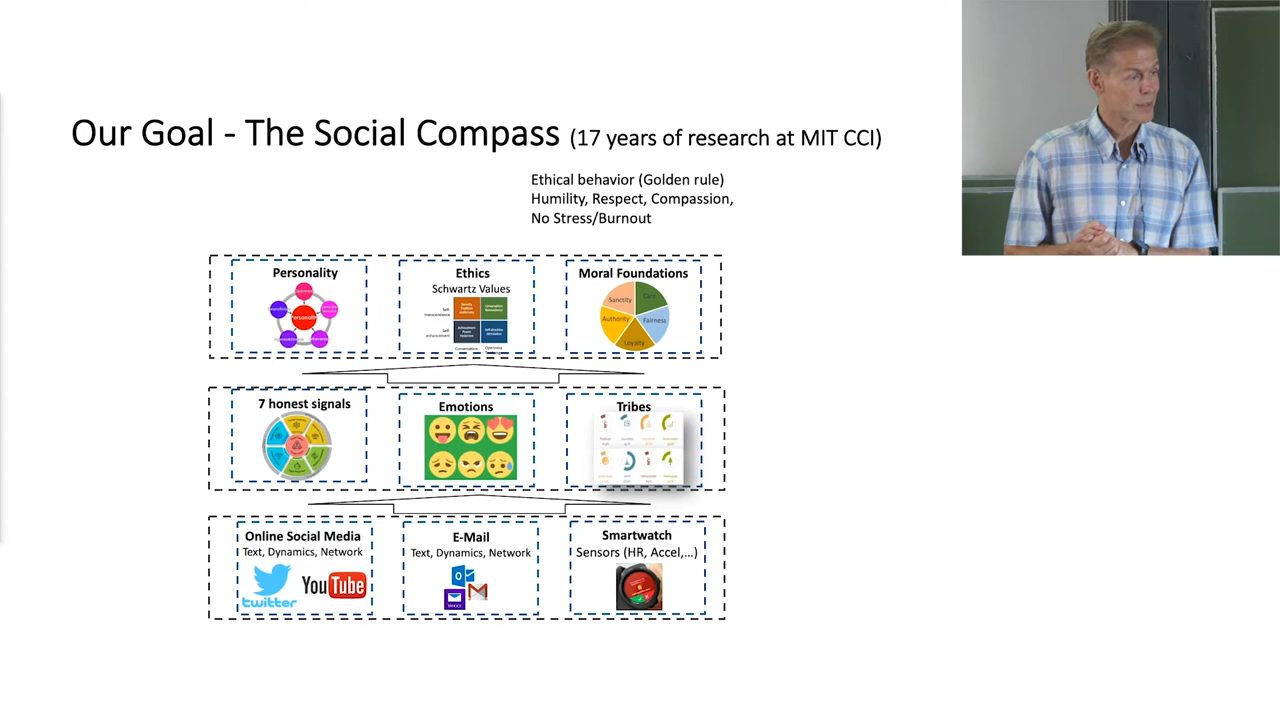 Our Goal - The Social Compass (17 years of research at MIT CCI)
Ethical behavior (Golden rule)
Humility, Respect, Compassion,
No Stress/Burnout
Personality
Ethics
Schwartz Values
Moral Foundations
Sanctity
Care
Authority
Fairness
Loyalty
7 honest signals
Emotions
Tribes
Online Social Media
Text, Dynamics, Network
twitter
YouTube
E-Mail
Text, Dynamics, Network
YAHOO!
Smartwatch
Sensors (HR, Accel,...)